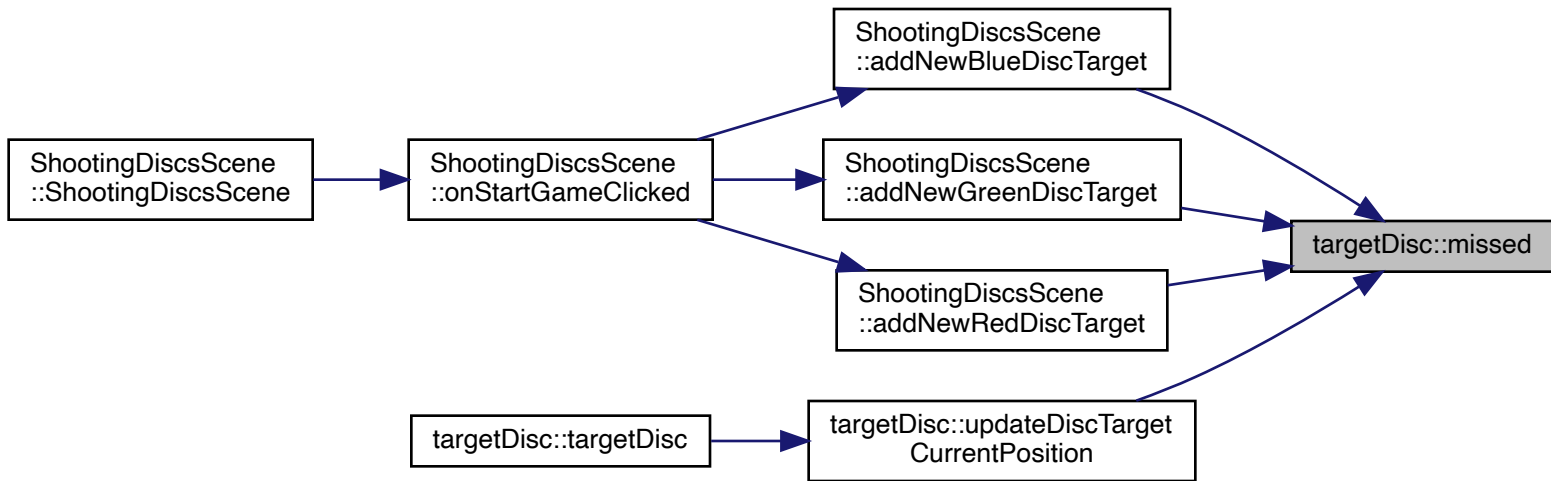 ShootingDiscsScene
::addNewBlueDiscTarget
ShootingDiscsScene
::ShootingDiscsScene
ShootingDiscsScene
::onStartGameClicked
ShootingDiscsScene
::addNewGreenDiscTarget
targetDisc::missed
ShootingDiscsScene
::addNewRedDiscTarget
targetDisc::targetDisc
targetDisc::updateDiscTarget
CurrentPosition